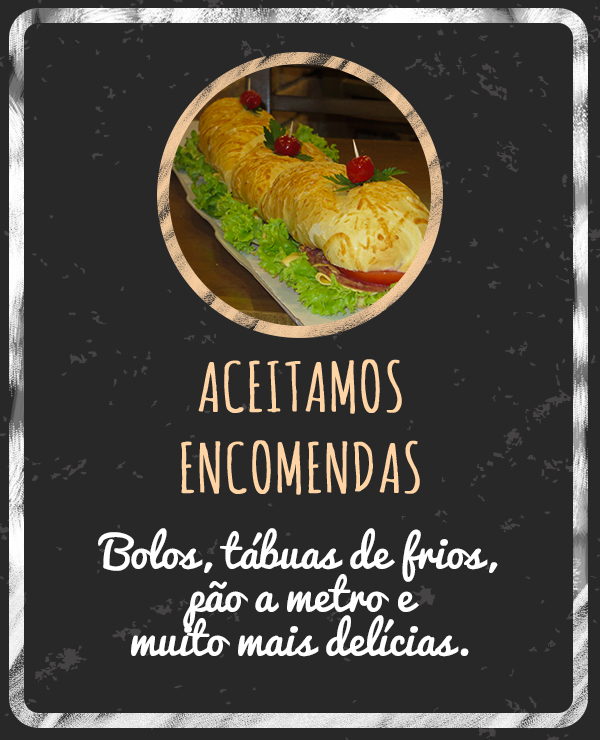 ACEITAMOS
ENCOMENDAS
Bolos, tábuas de frios,
pão a metro e
muito mais delícias.